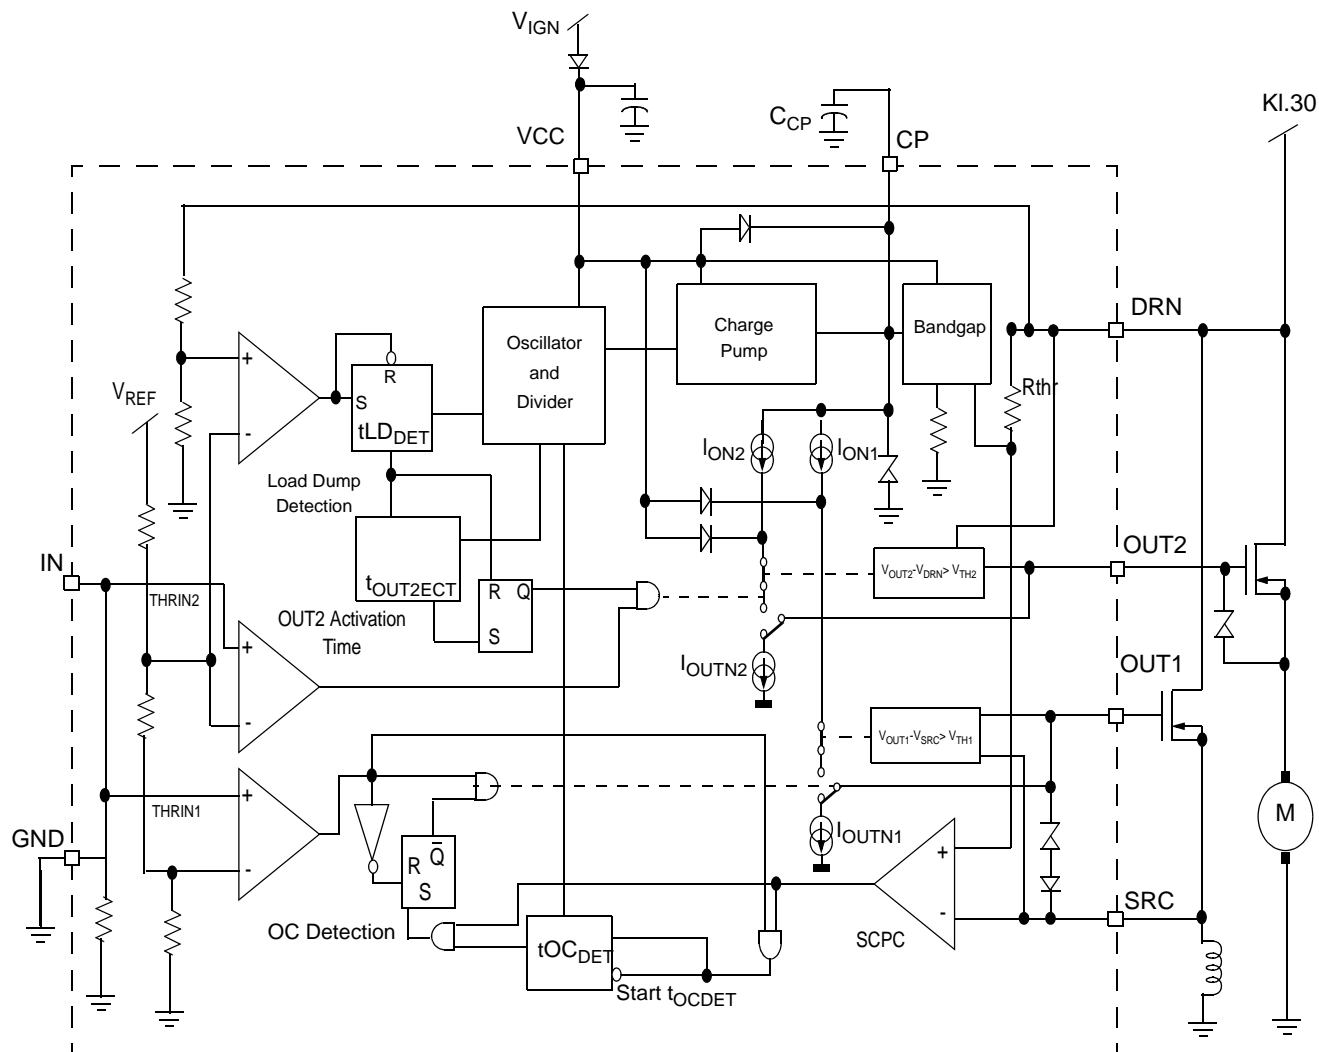 VIGN
Kl.30
CCP
VCC
CP
DRN
Oscillator
and
Divider
Charge
Pump
Bandgap
Rthr
+
-
VREF
R
S
tLDDET
ION2
ION1
Load Dump
Detection
IN
OUT2
tOUT2ECT
VOUT2-VDRN> VTH2
R Q
S
THRIN2
OUT2 Activation
Time
+
-
IOUTN2
OUT1
VOUT1-VSRC> VTH1
THRIN1
+
-
GND
IOUTN1
M
R Q̅
S
+
-
SCPC
SRC
OC Detection
tOCDET
Start tOCDET